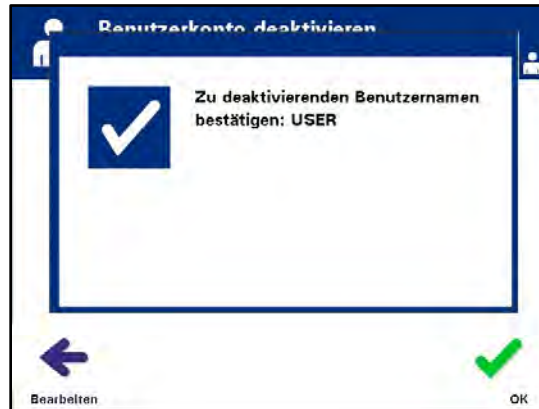 Benutzerkonto deaktivieren
Zu deaktivierenden Benutzernamen
bestätigen: USER
Bearbeiten
OK